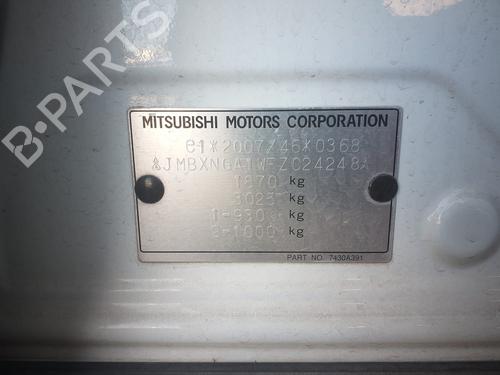 B-PARTS
MITSUBISHI MOTORS CORPORATION
e1*2007/46*0368
JMBXNGA1WFZC24248
1870 kg
3025 kg
1-930 kg
2-1000 kg
PART NO. 7430A391